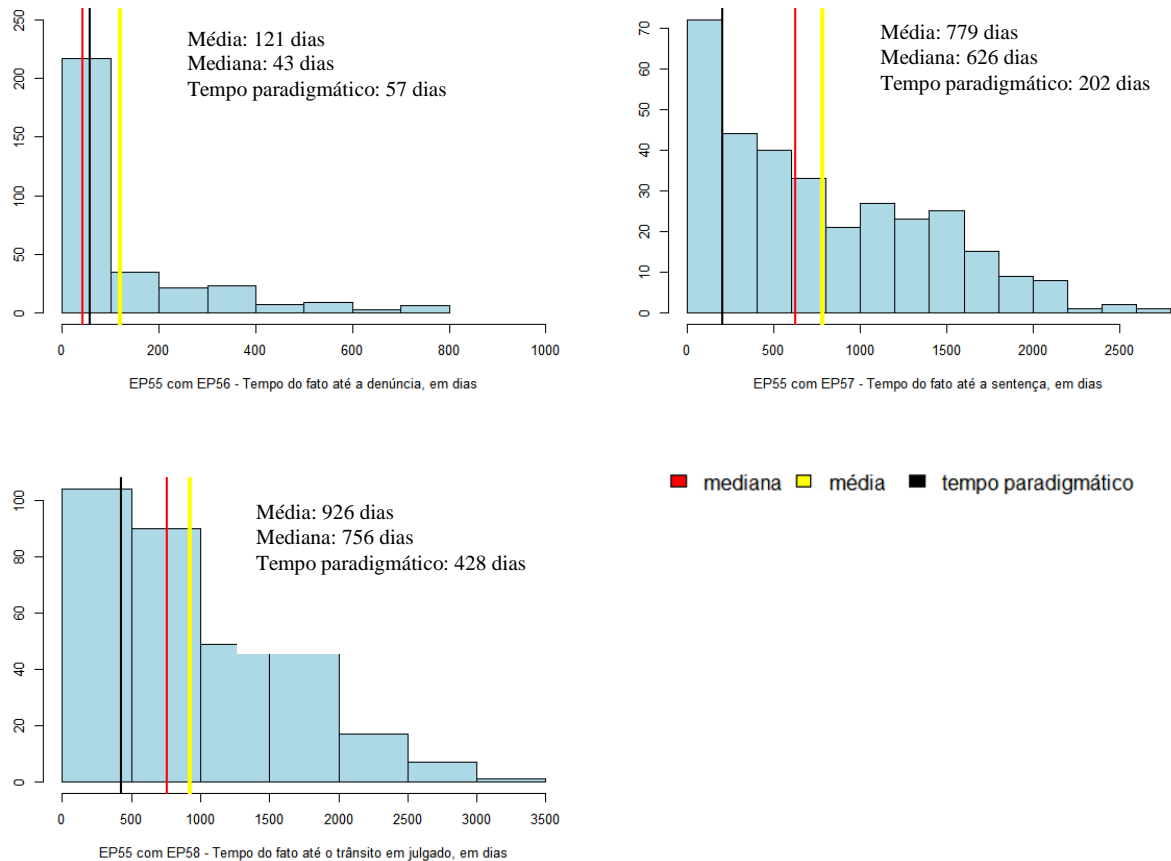 250
200
150
100
50
0
Média: 121 dias
Mediana: 43 dias
Tempo paradigmático: 57 dias
0 200 400 600 800 1000
EP55 com EP56 - Tempo do fato até a denúncia, em dias
70
60
50
40
30
20
10
0
Média: 779 dias
Mediana: 626 dias
Tempo paradigmático: 202 dias
0 500 1000 1500 2000 2500
EP55 com EP57 - Tempo do fato até a sentença, em dias
100
80
60
40
20
0
Média: 926 dias
Mediana: 756 dias
Tempo paradigmático: 428 dias
0 500 1000 1500 2000 2500 3000 3500
EP55 com EP58 - Tempo do fato até o trânsito em julgado, em dias
mediana média tempo paradigmático